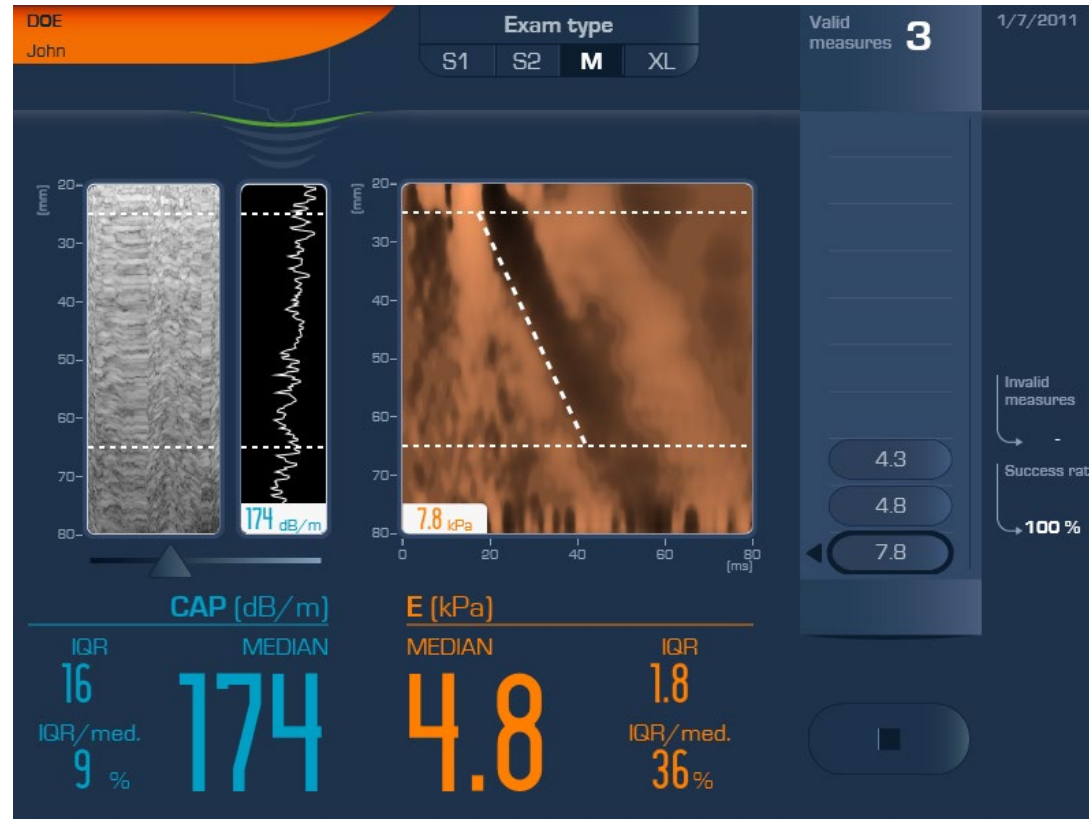 DOE
John
Exam type
S1 S2 M XL
Valid
measures 3
1/7/2011
[mm] 20-
30-
40-
50-
60-
70-
80-
174 dB/m
[mm] 20-
30-
40-
50-
60-
70-
80-
7.8 kPa
0 20 40 60 80
[ms]
4.3
4.8
7.8
Invalid
measures
-
Success rat
100 %
CAP (dB/m)
IQR
16
MEDIAN
174
IQR/med.
9 %
E (kPa)
MEDIAN
4.8
IQR
1.8
IQR/med.
36%